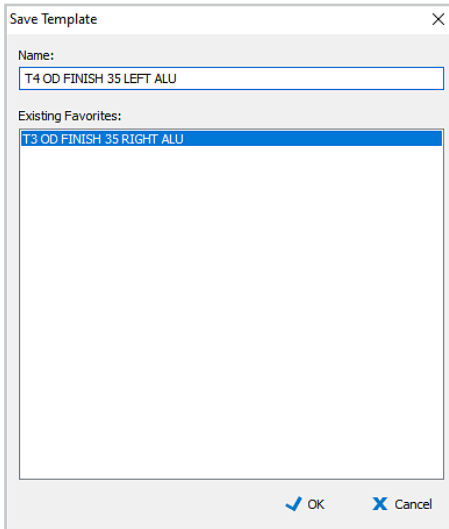 Save Template
Name:
T4 OD FINISH 35 LEFT ALU
Existing Favorites:
T3 OD FINISH 35 RIGHT ALU
OK
Cancel